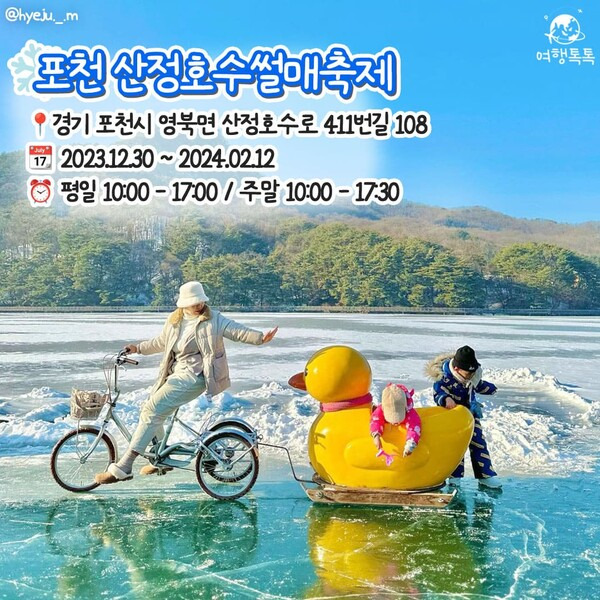 @hyeju._.m
여행톡톡
포천 산정호수썰매축제
📍경기 포천시 영북면 산정호수로 411번길 108
July 17 2023.12.30 ~ 2024.02.12
⏰ 평일 10:00 - 17:00 / 주말 10:00 - 17:30